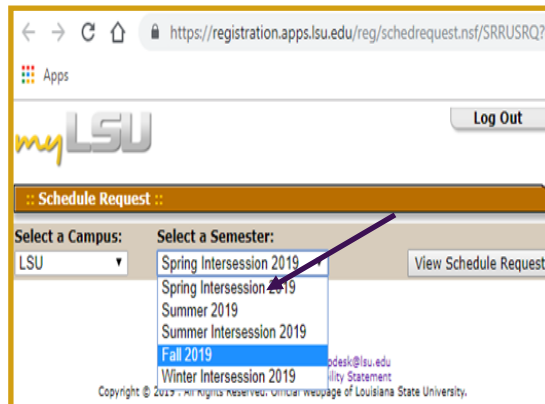 https://registration.apps.lsu.edu/reg/schedrequest.nsf/SRRUSRQ?
Apps
Log Out
myLSU
:: Schedule Request ::
Select a Campus: Select a Semester:
LSU Spring Intersession 2019 View Schedule Request
Spring Intersession 2019
Summer 2019
Summer Intersession 2019
Fall 2019
pdesk@lsu.edu
Winter Intersession 2019 ility Statement
Copyright © 2019 . All Rights Reserved. Official Webpage of Louisiana State University.